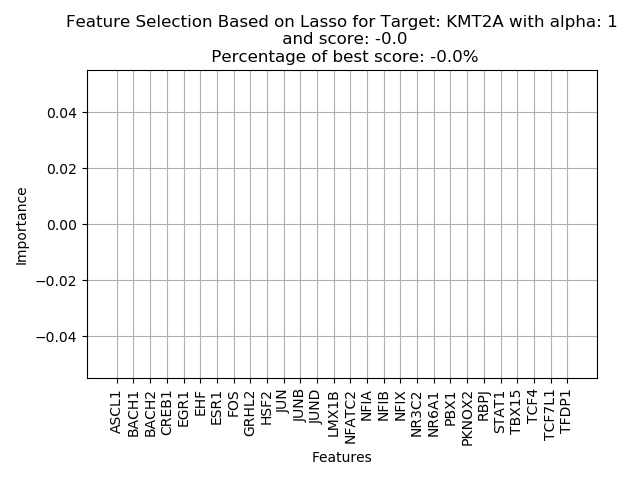 Feature Selection Based on Lasso for Target: KMT2A with alpha: 1
and score: -0.0
Percentage of best score: -0.0%
Importance
0.04
0.02
0.00
−0.02
−0.04
ASCL1
BACH1
BACH2
CREB1
EGR1
EHF
ESR1
FOS
GRHL2
HSF2
JUN
JUNB
JUND
LMX1B
NFATC2
NFIA
NFIB
NFIX
NR3C2
NR6A1
PBX1
PKNOX2
RBPJ
STAT1
TBX15
TCF4
TCF7L1
TFDP1
Features